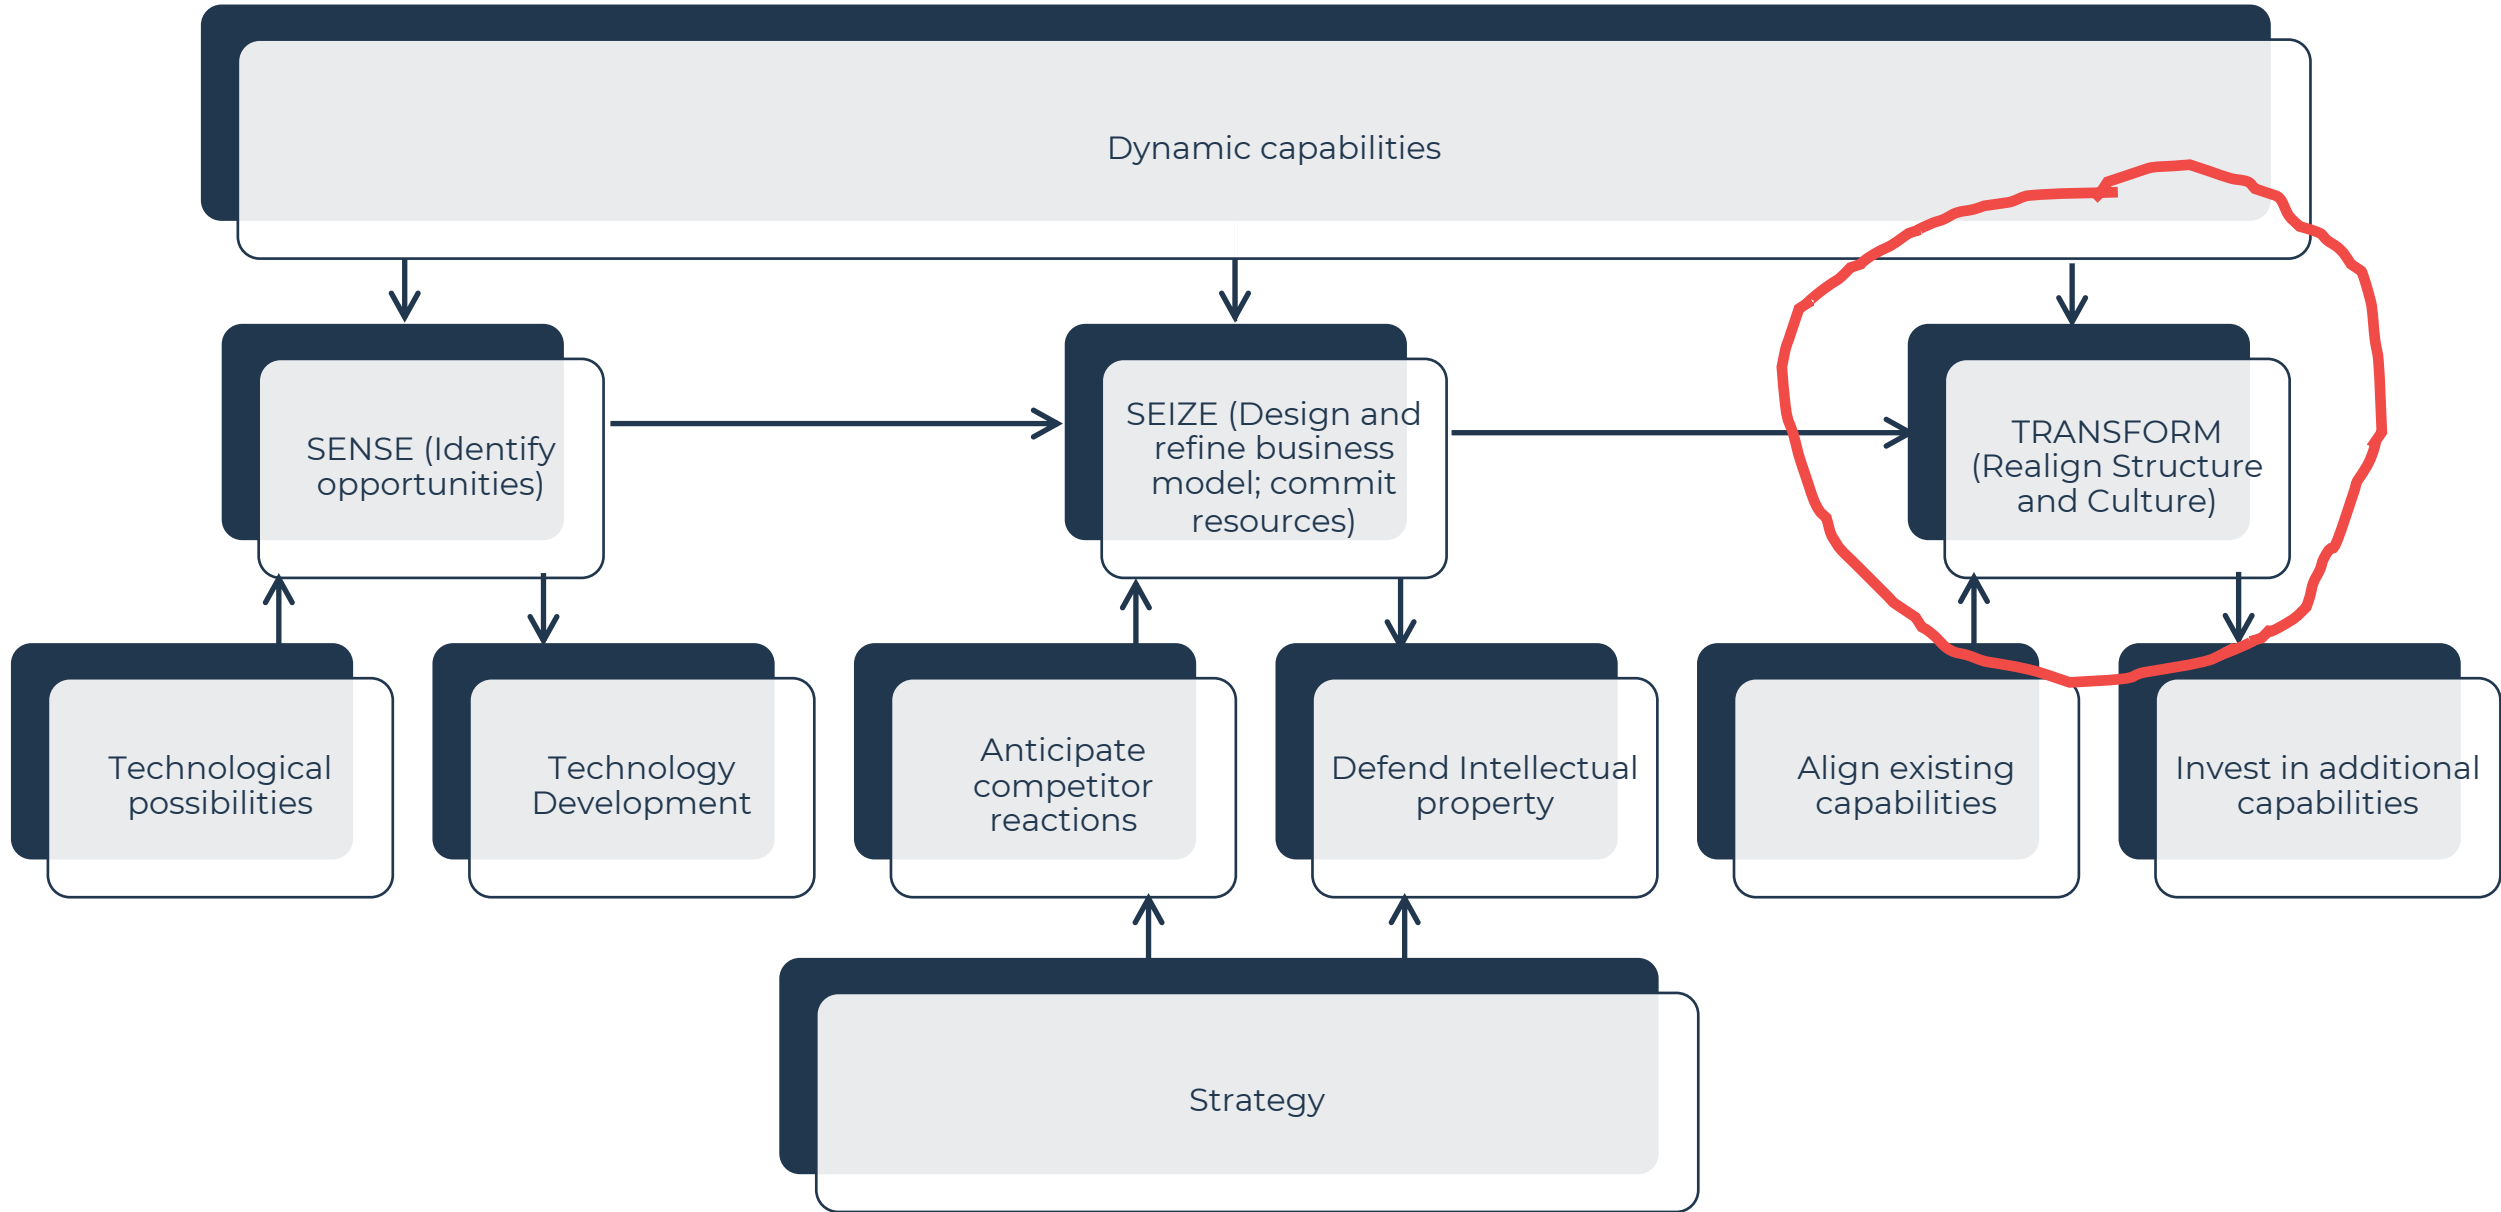 Dynamic capabilities
SENSE (Identify
opportunities)
SEIZE (Design and
refine business
model; commit
resources)
TRANSFORM
(Realign Structure
and Culture)
Technological
possibilities
Technology
Development
Anticipate
competitor
reactions
Defend Intellectual
property
Align existing
capabilities
Invest in additional
capabilities
Strategy